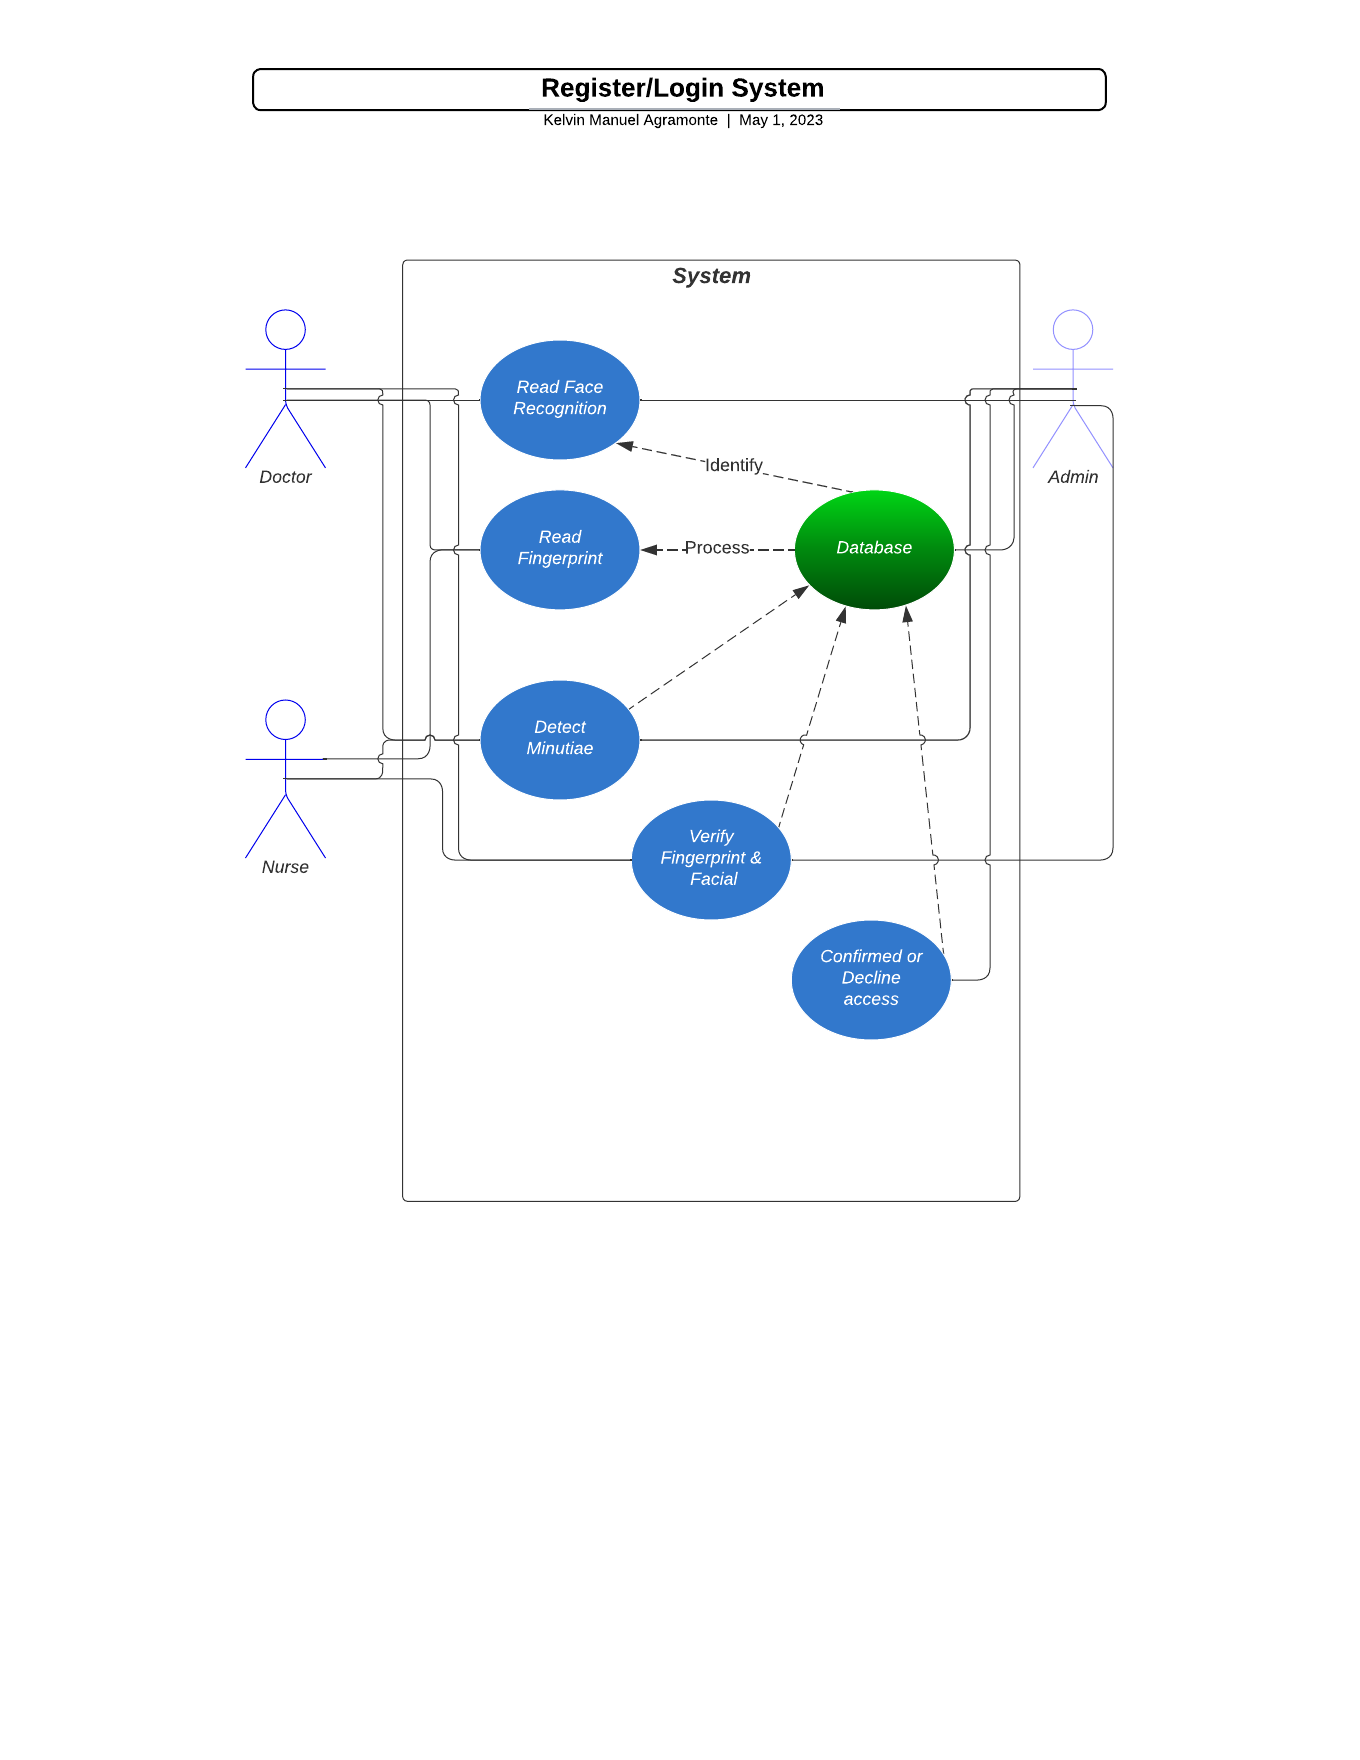 Register/Login System
Kelvin Manuel Agramonte | May 1, 2023
System
Read Face
Recognition
Identify
Doctor
Admin
Read
Fingerprint
Process
Database
Detect
Minutiae
Nurse
Verify
Fingerprint &
Facial
Confirmed or
Decline
access